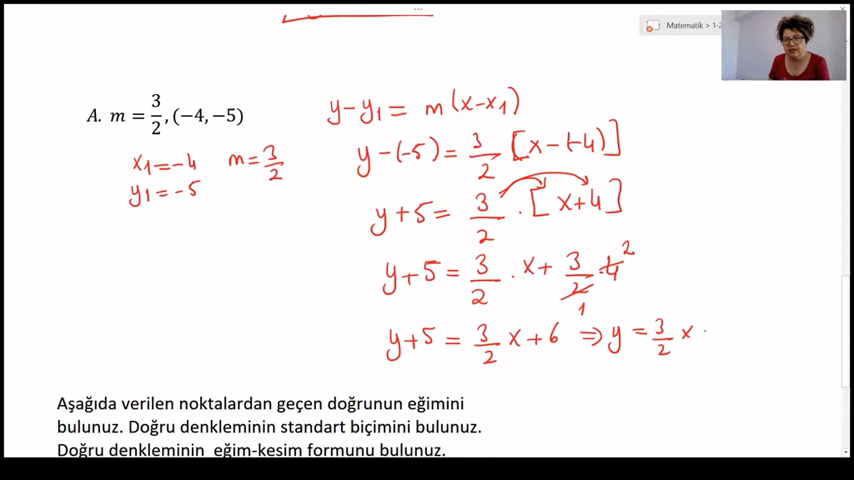 Matematik > 1-2
A. m = 3/2, (−4, −5)
x₁ = −4 m = 3/2
y₁ = −5
y − y₁ = m(x − x₁)
y − (−5) = 3/2 [x − (−4)]
y + 5 = 3/2 · [x + 4]
y + 5 = 3/2 · x + 3/2 · 4 2
1
y + 5 = 3/2 x + 6 ⇒ y = 3/2 x
Aşağıda verilen noktalardan geçen doğrunun eğimini
bulunuz. Doğru denkleminin standart biçimini bulunuz.
Doğru denkleminin eğim-kesim formunu bulunuz.